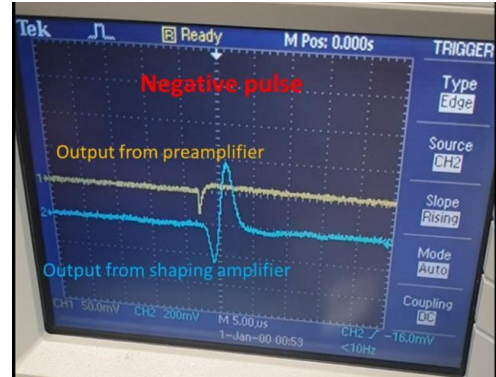 Tek R Ready M Pos: 0.000s TRIGGER
Type
Edge
Negative pulse
Source
CH2
Output from preamplifier
1
Slope
Rising
2
Mode
Auto
Output from shaping amplifier
Coupling
DC
CH1 50.0mV CH2 200mV M 5.00us CH2 -16.0mV
1-Jan-00 00:53 <10Hz